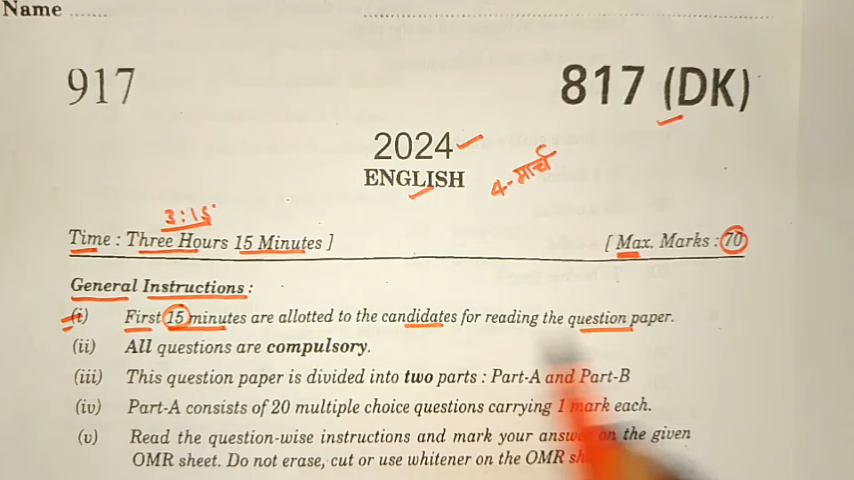 Name ...... ................................
917 817 (DK)
2024
ENGLISH
4-मार्च
3:15
Time : Three Hours 15 Minutes ] [ Max. Marks : 70
General Instructions :
(i) First 15 minutes are allotted to the candidates for reading the question paper.
(ii) All questions are compulsory.
(iii) This question paper is divided into two parts : Part-A and Part-B
(iv) Part-A consists of 20 multiple choice questions carrying 1 mark each.
(v) Read the question-wise instructions and mark your answer on the given
OMR sheet. Do not erase, cut or use whitener on the OMR